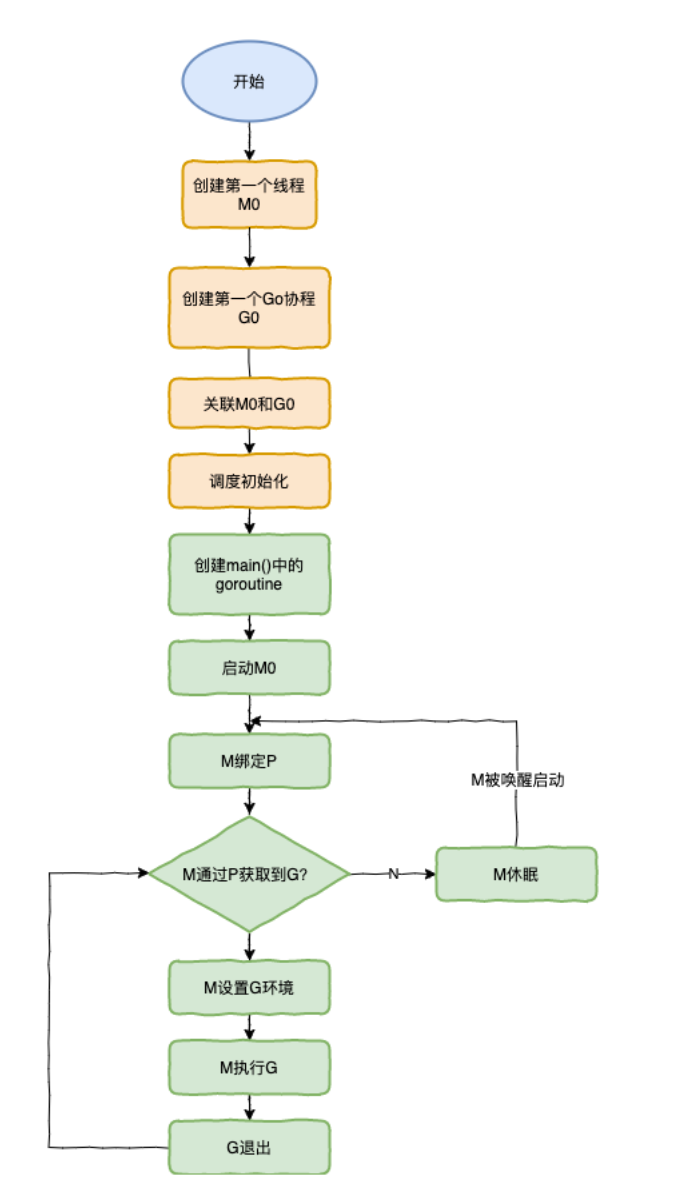 开始
创建第一个线程
M0
创建第一个Go协程
G0
关联M0和G0
调度初始化
创建main()中的
goroutine
启动M0
M绑定P
M被唤醒启动
M通过P获取到G?
N
M休眠
M设置G环境
M执行G
G退出